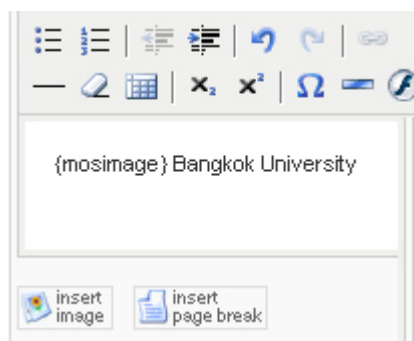 {mosimage} Bangkok University
insert
image
insert
page break